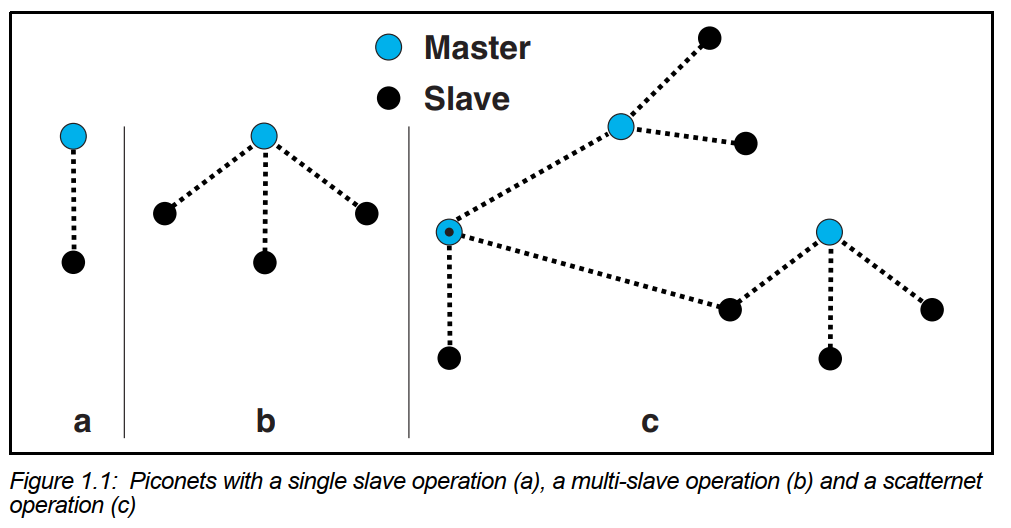 Master
Slave
a
b
c
Figure 1.1: Piconets with a single slave operation (a), a multi-slave operation (b) and a scatternet
operation (c)